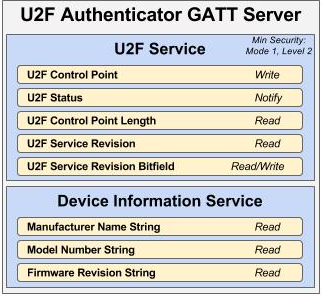 U2F Authenticator GATT Server
U2F Service
Min Security:
Mode 1, Level 2
U2F Control Point Write
U2F Status Notify
U2F Control Point Length Read
U2F Service Revision Read
U2F Service Revision Bitfield Read/Write
Device Information Service
Manufacturer Name String Read
Model Number String Read
Firmware Revision String Read